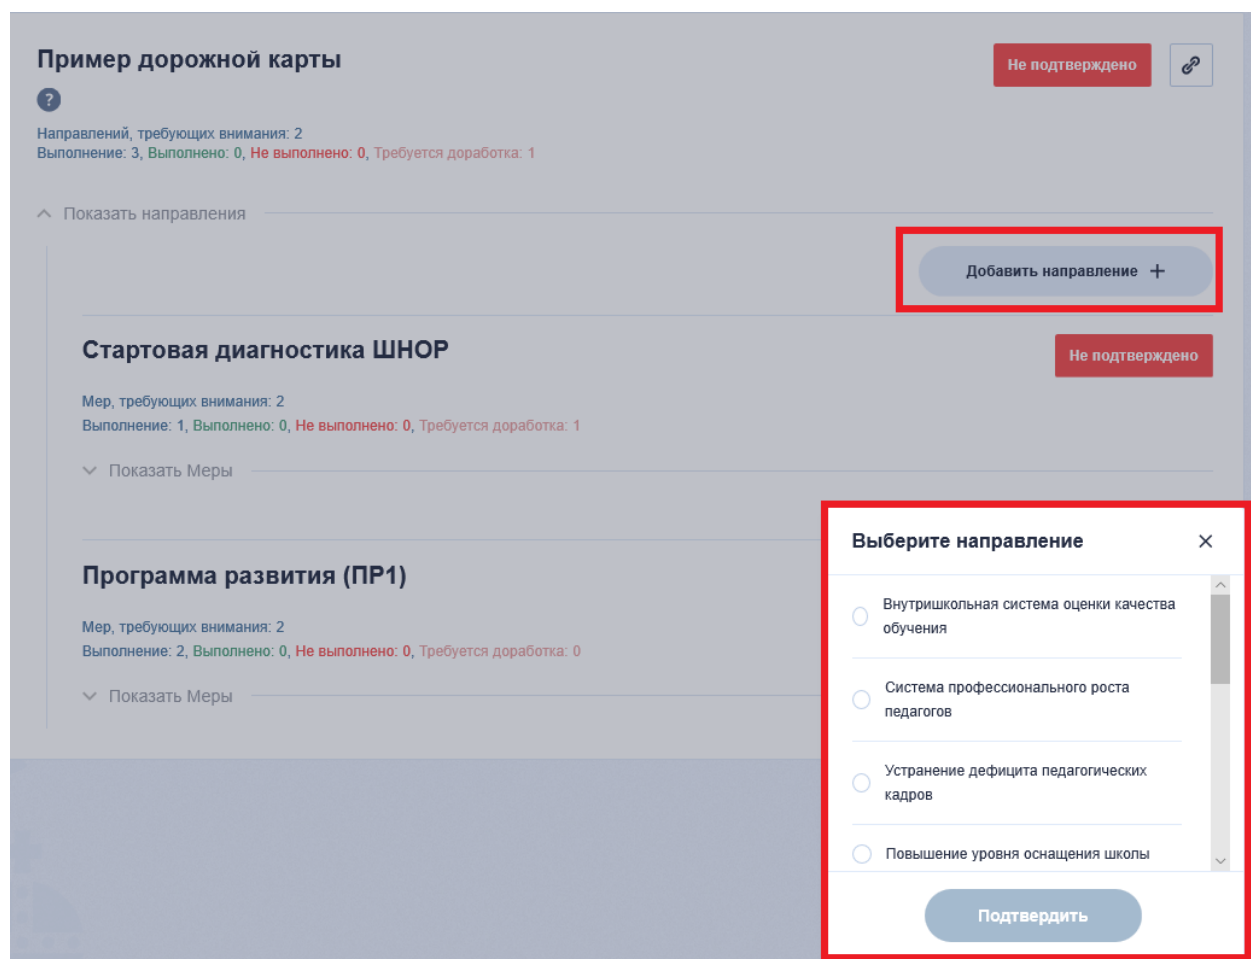 Пример дорожной карты
Не подтверждено
?
Направлений, требующих внимания: 2
Выполнение: 3, Выполнено: 0, Не выполнено: 0, Требуется доработка: 1
Показать направления
Добавить направление +
Стартовая диагностика ШНОР
Не подтверждено
Мер, требующих внимания: 2
Выполнение: 1, Выполнено: 0, Не выполнено: 0, Требуется доработка: 1
Показать Меры
Программа развития (ПР1)
Мер, требующих внимания: 2
Выполнение: 2, Выполнено: 0, Не выполнено: 0, Требуется доработка: 0
Показать Меры
Выберите направление
Внутришкольная система оценки качества
обучения
Система профессионального роста
педагогов
Устранение дефицита педагогических
кадров
Повышение уровня оснащения школы
Подтвердить